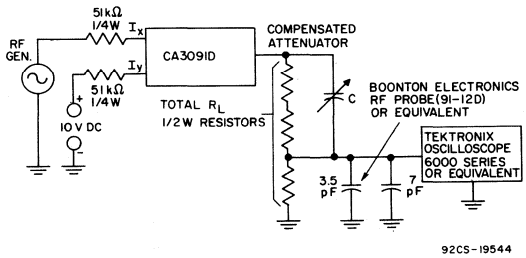 51kΩ
1/4W
Ix
RF
GEN.
CA3091D
COMPENSATED
ATTENUATOR
Iy
51kΩ
1/4W
+
10 V DC
–
TOTAL RL
1/2W RESISTORS
C
BOONTON ELECTRONICS
RF PROBE(91-12D)
OR EQUIVALENT
TEKTRONIX
OSCILLOSCOPE
6000 SERIES
OR EQUIVALENT
3.5
pF
7
pF
92CS-19544